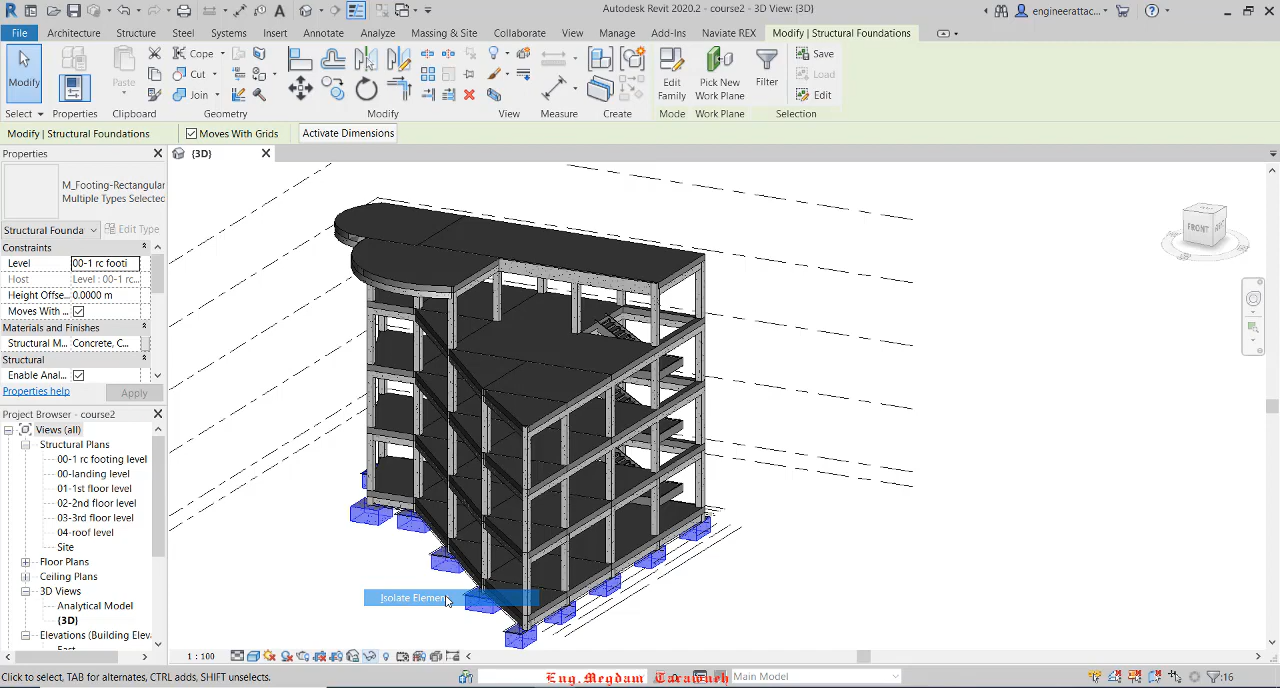 Autodesk Revit 2020.2 - course2 - 3D View: {3D}
engineerattac...
File Architecture Structure Steel Systems Insert Annotate Analyze Massing & Site Collaborate View Manage Add-Ins NaviateREX Modify | Structural Foundations
Modify
Paste
Cope
Cut
Join
Edit Family
Pick New Work Plane
Filter
Save
Load
Edit
Select Properties Clipboard Geometry Modify View Measure Create Mode Work Plane Selection
Modify | Structural Foundations Moves With Grids Activate Dimensions
Properties
{3D}
M_Footing-Rectangular
Multiple Types Selected
Structural Founda Edit Type
Constraints
Level 00-1 rc footi
Host Level : 00-1 rc...
Height Offse... 0.0000 m
Moves With ...
Materials and Finishes
Structural M... Concrete, C...
Structural
Enable Anal...
Properties help Apply
Project Browser - course2
Views (all)
Structural Plans
00-1 rc footing level
00-landing level
01-1st floor level
02-2nd floor level
03-3rd floor level
04-roof level
Site
Floor Plans
Ceiling Plans
3D Views
Analytical Model
{3D}
Elevations (Building Eleva
East
FRONT
Isolate Elemen
1 : 100
Click to select, TAB for alternates, CTRL adds, SHIFT unselects.
Eng.Meqdam Tarawneh
Main Model
:16